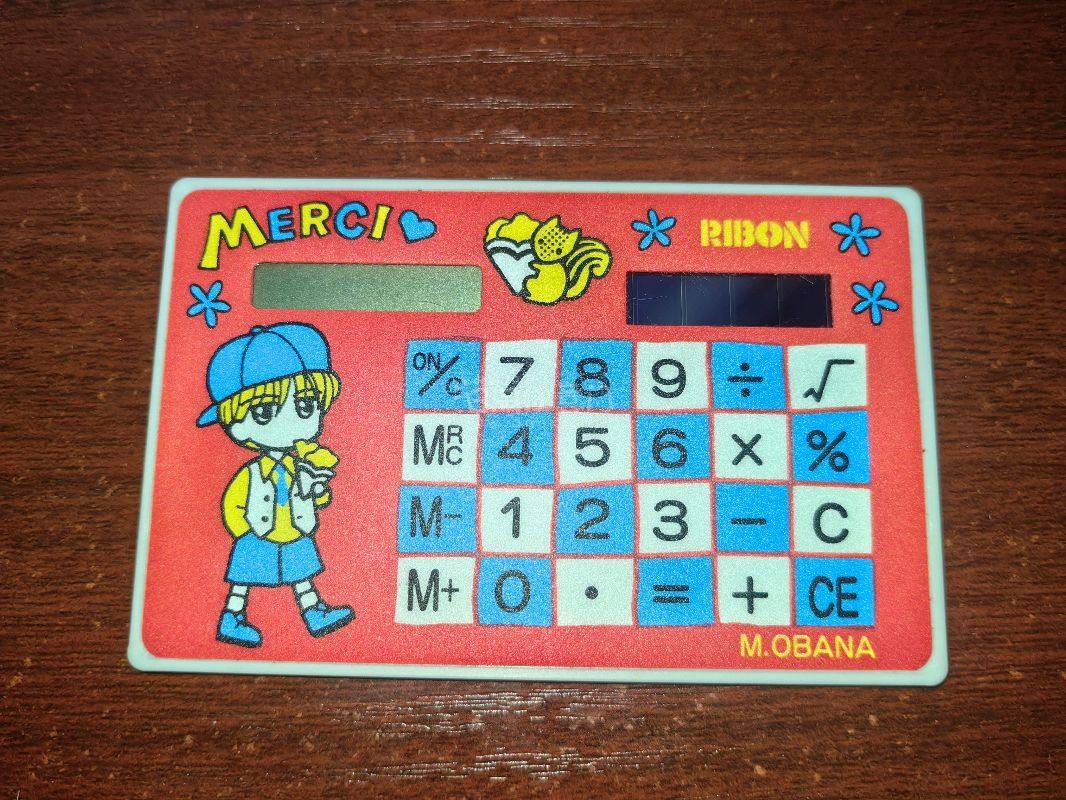 MERCI
RIBON
ON/C 7 8 9 ÷ √
MRC 4 5 6 × %
M− 1 2 3 − C
M+ 0 · = + CE
M.OBANA